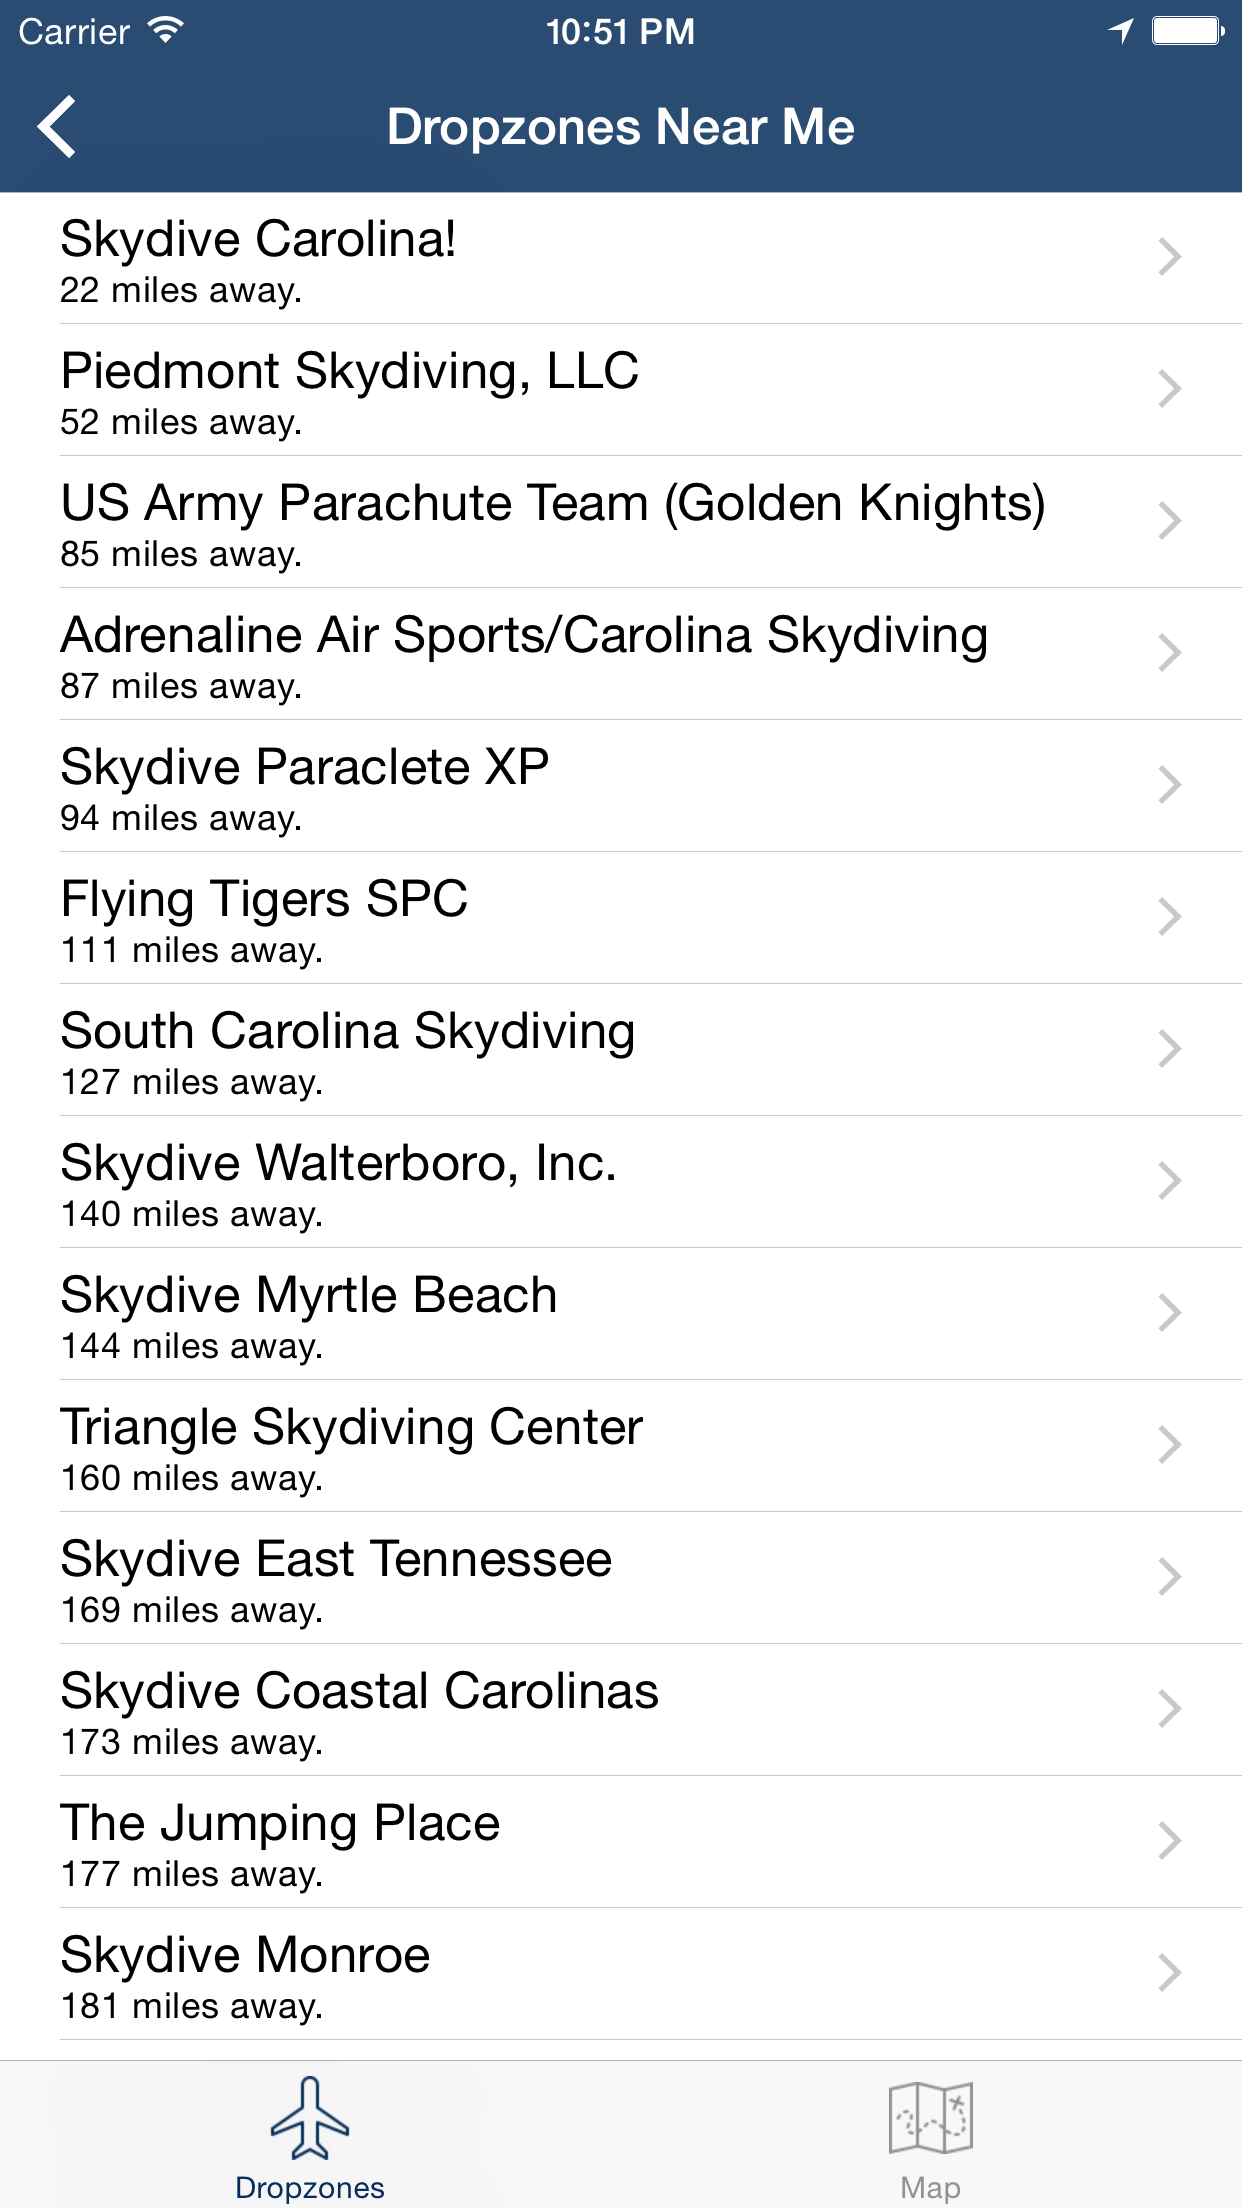 Carrier 10:51 PM
Dropzones Near Me
Skydive Carolina!
22 miles away.
Piedmont Skydiving, LLC
52 miles away.
US Army Parachute Team (Golden Knights)
85 miles away.
Adrenaline Air Sports/Carolina Skydiving
87 miles away.
Skydive Paraclete XP
94 miles away.
Flying Tigers SPC
111 miles away.
South Carolina Skydiving
127 miles away.
Skydive Walterboro, Inc.
140 miles away.
Skydive Myrtle Beach
144 miles away.
Triangle Skydiving Center
160 miles away.
Skydive East Tennessee
169 miles away.
Skydive Coastal Carolinas
173 miles away.
The Jumping Place
177 miles away.
Skydive Monroe
181 miles away.
Dropzones Map